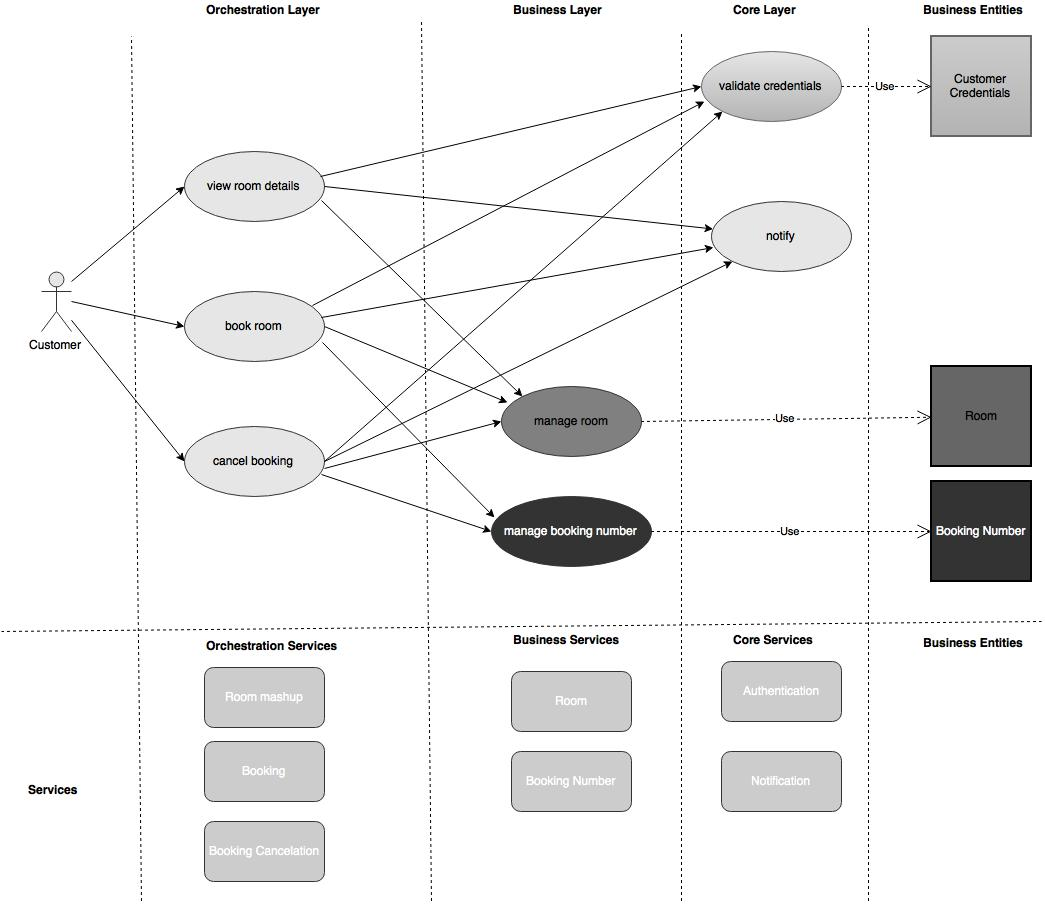 Orchestration Layer
Business Layer
Core Layer
Business Entities
validate credentials
Use
Customer
Credentials
view room details
notify
book room
Customer
manage room
Use
Room
cancel booking
manage booking number
Use
Booking Number
Orchestration Services
Business Services
Core Services
Business Entities
Services
Room mashup
Booking
Booking Cancelation
Room
Booking Number
Authentication
Notification